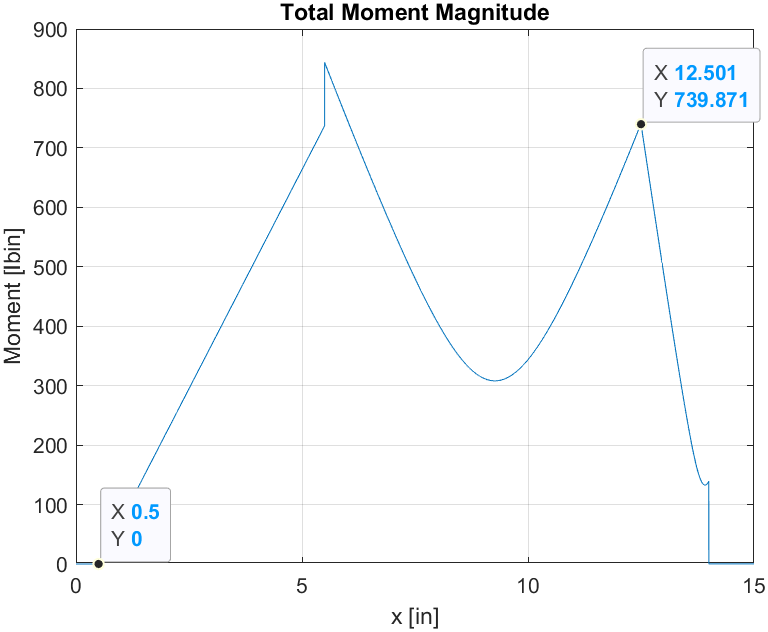 Total Moment Magnitude
900
800
700
600
500
400
300
200
100
0
Moment [lbin]
X 12.501
Y 739.871
X 0.5
Y 0
0
5
10
15
x [in]